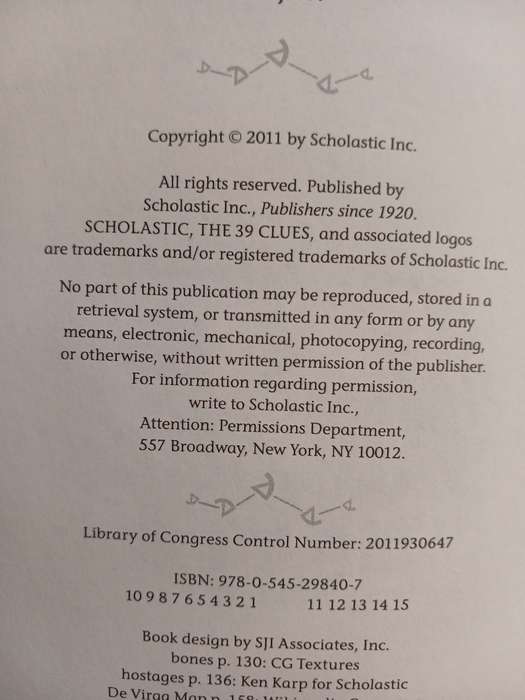 Copyright © 2011 by Scholastic Inc.
All rights reserved. Published by
Scholastic Inc., Publishers since 1920.
SCHOLASTIC, THE 39 CLUES, and associated logos
are trademarks and/or registered trademarks of Scholastic Inc.
No part of this publication may be reproduced, stored in a
retrieval system, or transmitted in any form or by any
means, electronic, mechanical, photocopying, recording,
or otherwise, without written permission of the publisher.
For information regarding permission,
write to Scholastic Inc.,
Attention: Permissions Department,
557 Broadway, New York, NY 10012.
Library of Congress Control Number: 2011930647
ISBN: 978-0-545-29840-7
10 9 8 7 6 5 4 3 2 1 11 12 13 14 15
Book design by SJI Associates, Inc.
bones p. 130: CG Textures
hostages p. 136: Ken Karp for Scholastic
De Virga Map p. 158: